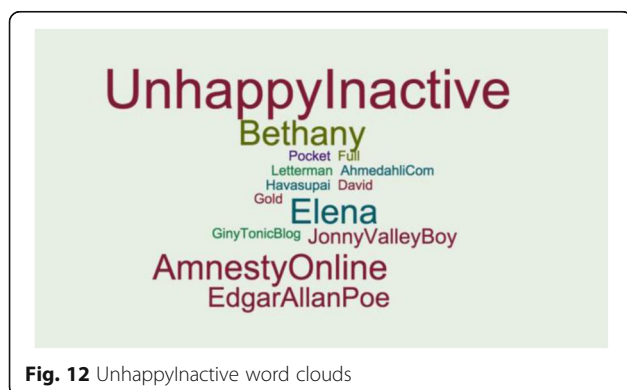 UnhappyInactive
Bethany
Pocket Full
Letterman AhmedahliCom
Havasupai David
Gold
Elena
GinyTonicBlog JonnyValleyBoy
AmnestyOnline
EdgarAllanPoe
Fig. 12 UnhappyInactive word clouds